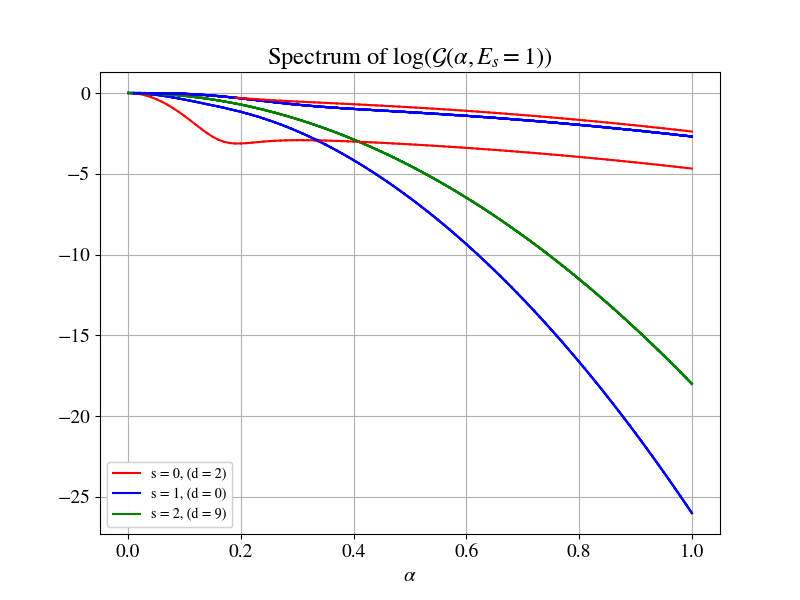 Spectrum of log(𝒢(α, E_s = 1))
0.0
0.2
0.4
0.6
0.8
1.0
α
0
−5
−10
−15
−20
−25
s = 0, (d = 2)
s = 1, (d = 0)
s = 2, (d = 9)